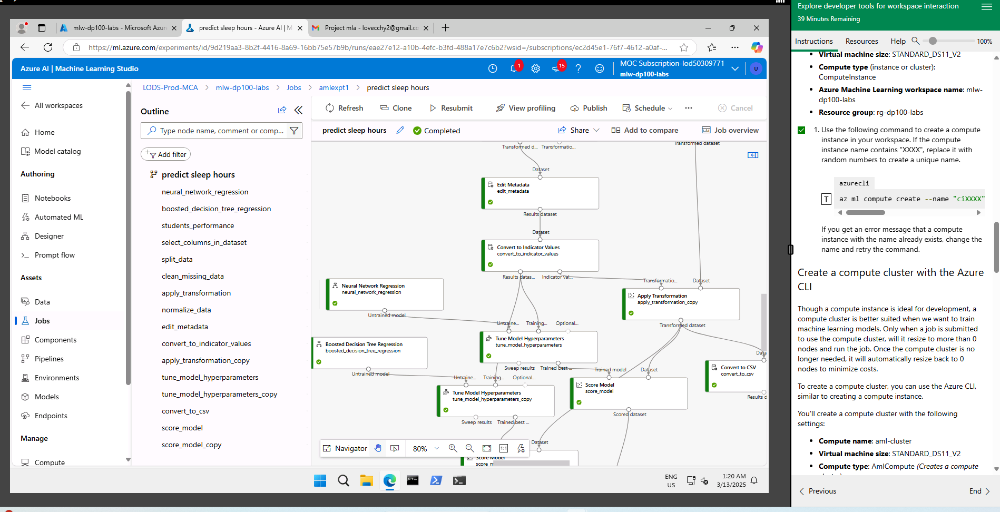 mlw-dp100-labs - Microsoft Azure
predict sleep hours - Azure AI | M
Project mla - lovecchy2@gmail.co
https://ml.azure.com/experiments/id/9d219aa3-8b2f-4416-8a69-16bb75e57b9b/runs/eae27e12-a10b-4efc-b3fd-488a17e7c6b2?wsid=/subscriptions/ec2d45e1-76f7-4612-a0af-...
Azure AI | Machine Learning Studio
1
15
MOC Subscription-lod50309771
mlw-dp100-labs
U
All workspaces
Home
Model catalog
Authoring
Notebooks
Automated ML
Designer
Prompt flow
Assets
Data
Jobs
Components
Pipelines
Environments
Models
Endpoints
Manage
Compute
LODS-Prod-MCA > mlw-dp100-labs > Jobs > amlexpt1 > predict sleep hours
Outline
Type node name, comment or comp...
Add filter
predict sleep hours
neural_network_regression
boosted_decision_tree_regression
students_performance
select_columns_in_dataset
split_data
clean_missing_data
apply_transformation
normalize_data
edit_metadata
convert_to_indicator_values
apply_transformation_copy
tune_model_hyperparameters
tune_model_hyperparameters_copy
convert_to_csv
score_model
score_model_copy
Refresh
Clone
Resubmit
View profiling
Publish
Schedule
Cancel
predict sleep hours
Completed
Share
Add to compare
Job overview
Transformed d...
Transformatio...
Transformed dataset
Dataset
Edit Metadata
edit_metadata
Results dataset
Dataset
Convert to Indicator Values
convert_to_indicator_values
Results datas...
Indicator val...
Transformatio...
Dataset
Neural Network Regression
neural_network_regression
Untrained model
Apply Transformation
apply_transformation_copy
Transformed dataset
Untraine...
Training...
Optional...
Tune Model Hyperparameters
tune_model_hyperparameters
Sweep results
Trained best ...
Boosted Decision Tree Regression
boosted_decision_tree_regression
Untrained model
Data
Convert to CSV
convert_to_csv
Results d
Trained model
Dataset
Score Model
score_model
Scored dataset
Untraine...
Training...
Optional...
Tune Model Hyperparameters
tune_model_hyperparameters_copy
Sweep results
Trained best ...
Dataset
Score Model
score_m
Navigator
80%
1:1
ENG
US
1:20 AM
3/13/2025
Explore developer tools for workspace interaction
39 Minutes Remaining
Instructions
Resources
Help
100%
• Virtual machine size: STANDARD_DS11_V2
• Compute type (instance or cluster):
ComputeInstance
• Azure Machine Learning workspace name: mlw-
dp100-labs
• Resource group: rg-dp100-labs
1. Use the following command to create a compute
instance in your workspace. If the compute
instance name contains "XXXX", replace it with
random numbers to create a unique name.
azurecli
T
az ml compute create --name "ciXXXX"
If you get an error message that a compute
instance with the name already exists, change the
name and retry the command.
Create a compute cluster with the Azure
CLI
Though a compute instance is ideal for development, a
compute cluster is better suited when we want to train
machine learning models. Only when a job is submitted
to use the compute cluster, will it resize to more than 0
nodes and run the job. Once the compute cluster is no
longer needed, it will automatically resize back to 0
nodes to minimize costs.
To create a compute cluster, you can use the Azure CLI,
similar to creating a compute instance.
You'll create a compute cluster with the following
settings:
• Compute name: aml-cluster
• Virtual machine size: STANDARD_DS11_V2
• Compute type: AmlCompute (Creates a compute
Previous
End